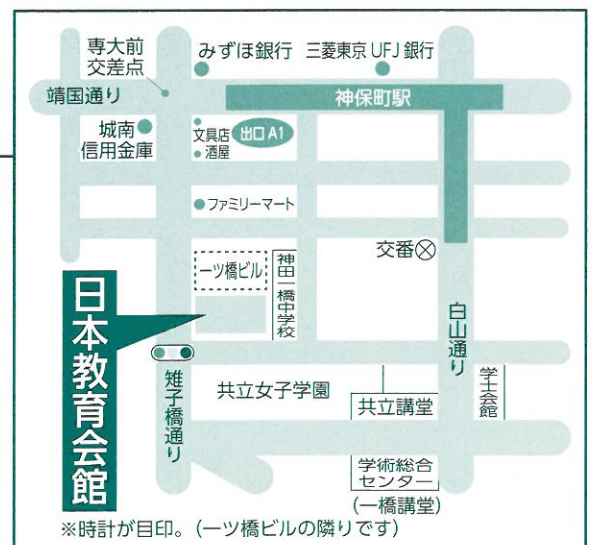 専大前
交差点
みずほ銀行
三菱東京UFJ銀行
靖国通り
神保町駅
城南
信用金庫
文具店
出口A1
酒屋
ファミリーマート
一ツ橋ビル
神田一橋中学校
交番
日本教育会館
白山通り
雉子橋通り
共立女子学園
共立講堂
学士会館
学術総合
センター
(一橋講堂)
※時計が目印。(一ツ橋ビルの隣りです)